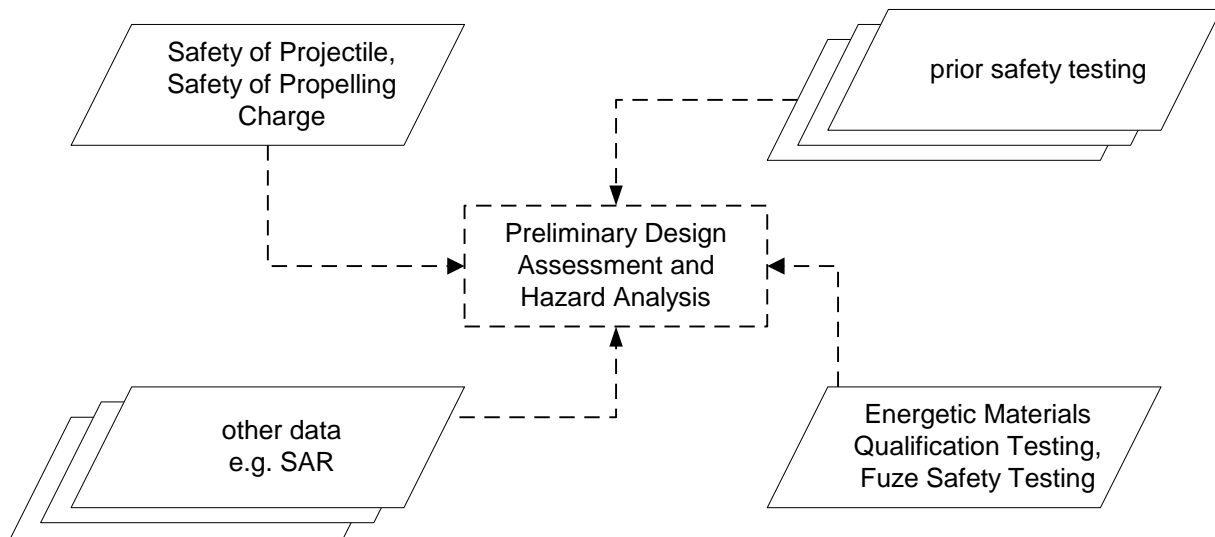 Safety of Projectile,
Safety of Propelling
Charge
prior safety testing
Preliminary Design
Assessment and
Hazard Analysis
other data
e.g. SAR
Energetic Materials
Qualification Testing,
Fuze Safety Testing